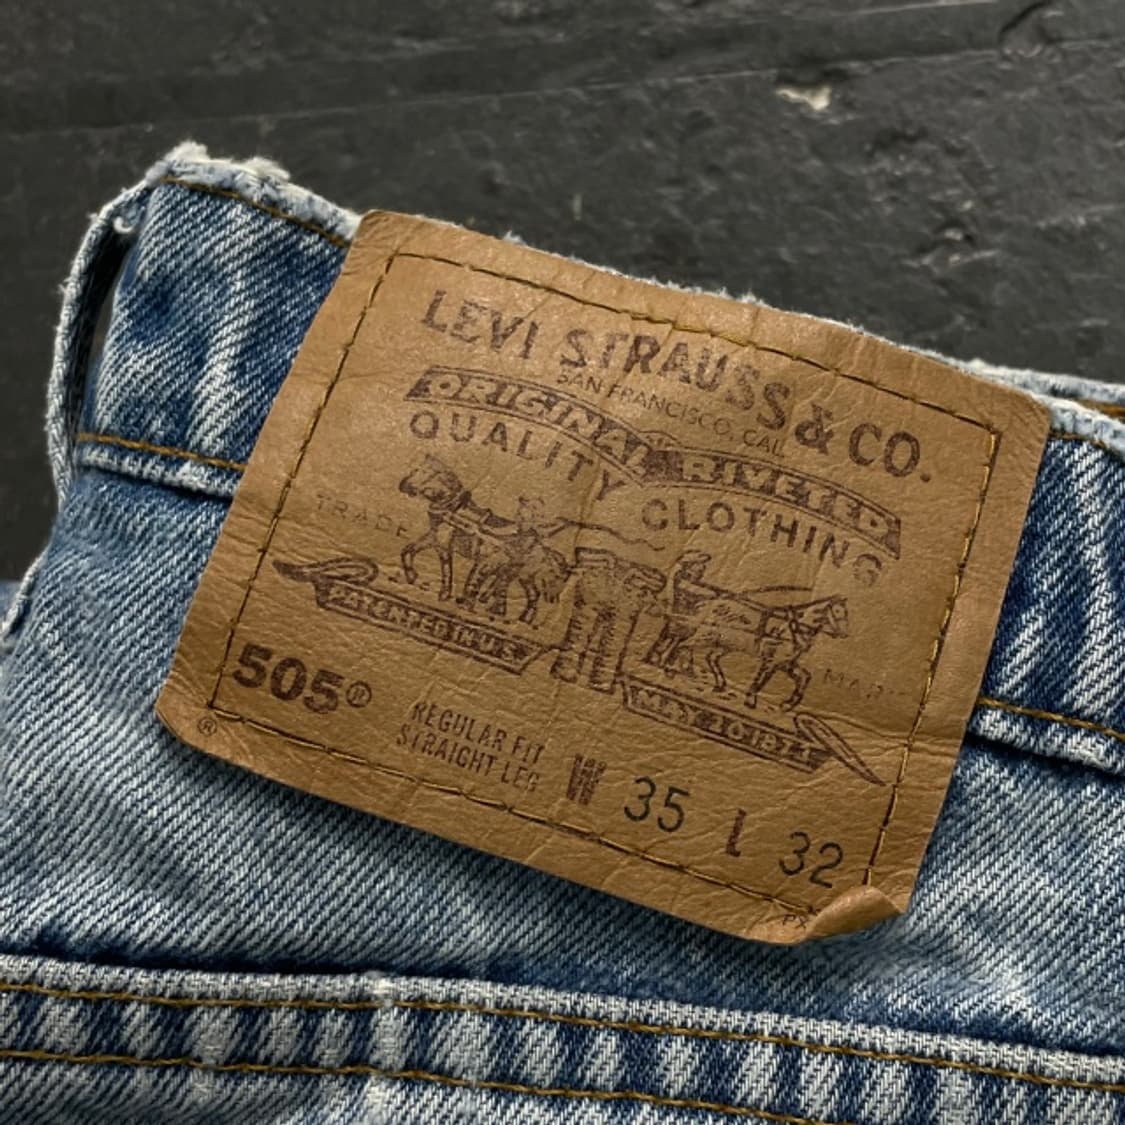 LEVI STRAUSS & CO.
SAN FRANCISCO, CAL
ORIGINAL RIVETED
QUALITY CLOTHING
TRADE MARK
PATENTED IN U.S.
MAY 20 1873
505®
REGULAR FIT
STRAIGHT LEG
W 35 L 32
®